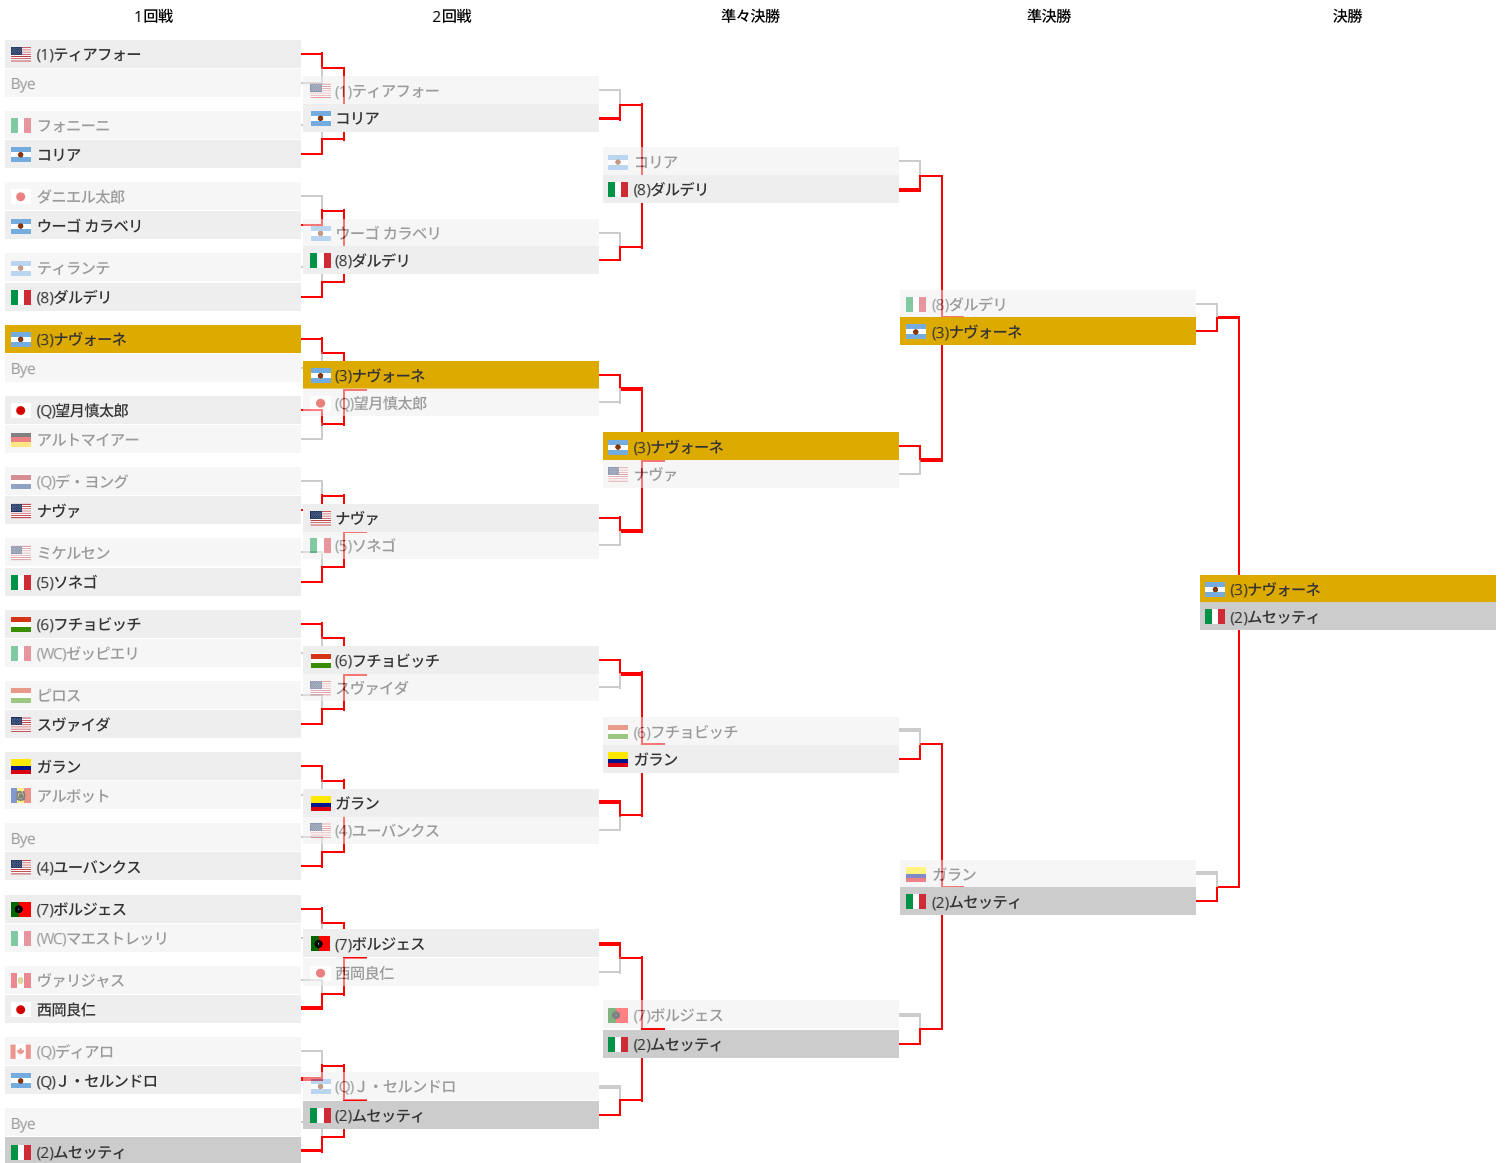 1回戦
2回戦
準々決勝
準決勝
決勝
(1)ティアフォー
Bye
フォニーニ
コリア
ダニエル太郎
ウーゴ カラベリ
ティランテ
(8)ダルデリ
(3)ナヴォーネ
Bye
(Q)望月慎太郎
アルトマイアー
(Q)デ・ヨング
ナヴァ
ミケルセン
(5)ソネゴ
(6)フチョビッチ
(WC)ゼッピエリ
ピロス
スヴァイダ
ガラン
アルボット
Bye
(4)ユーバンクス
(7)ボルジェス
(WC)マエストレッリ
ヴァリジャス
西岡良仁
(Q)ディアロ
(Q)J・セルンドロ
Bye
(2)ムセッティ
(1)ティアフォー
コリア
ウーゴ カラベリ
(8)ダルデリ
(3)ナヴォーネ
(Q)望月慎太郎
ナヴァ
(5)ソネゴ
(6)フチョビッチ
スヴァイダ
ガラン
(4)ユーバンクス
(7)ボルジェス
西岡良仁
(Q)J・セルンドロ
(2)ムセッティ
コリア
(8)ダルデリ
(3)ナヴォーネ
ナヴァ
(6)フチョビッチ
ガラン
(7)ボルジェス
(2)ムセッティ
(8)ダルデリ
(3)ナヴォーネ
ガラン
(2)ムセッティ
(3)ナヴォーネ
(2)ムセッティ